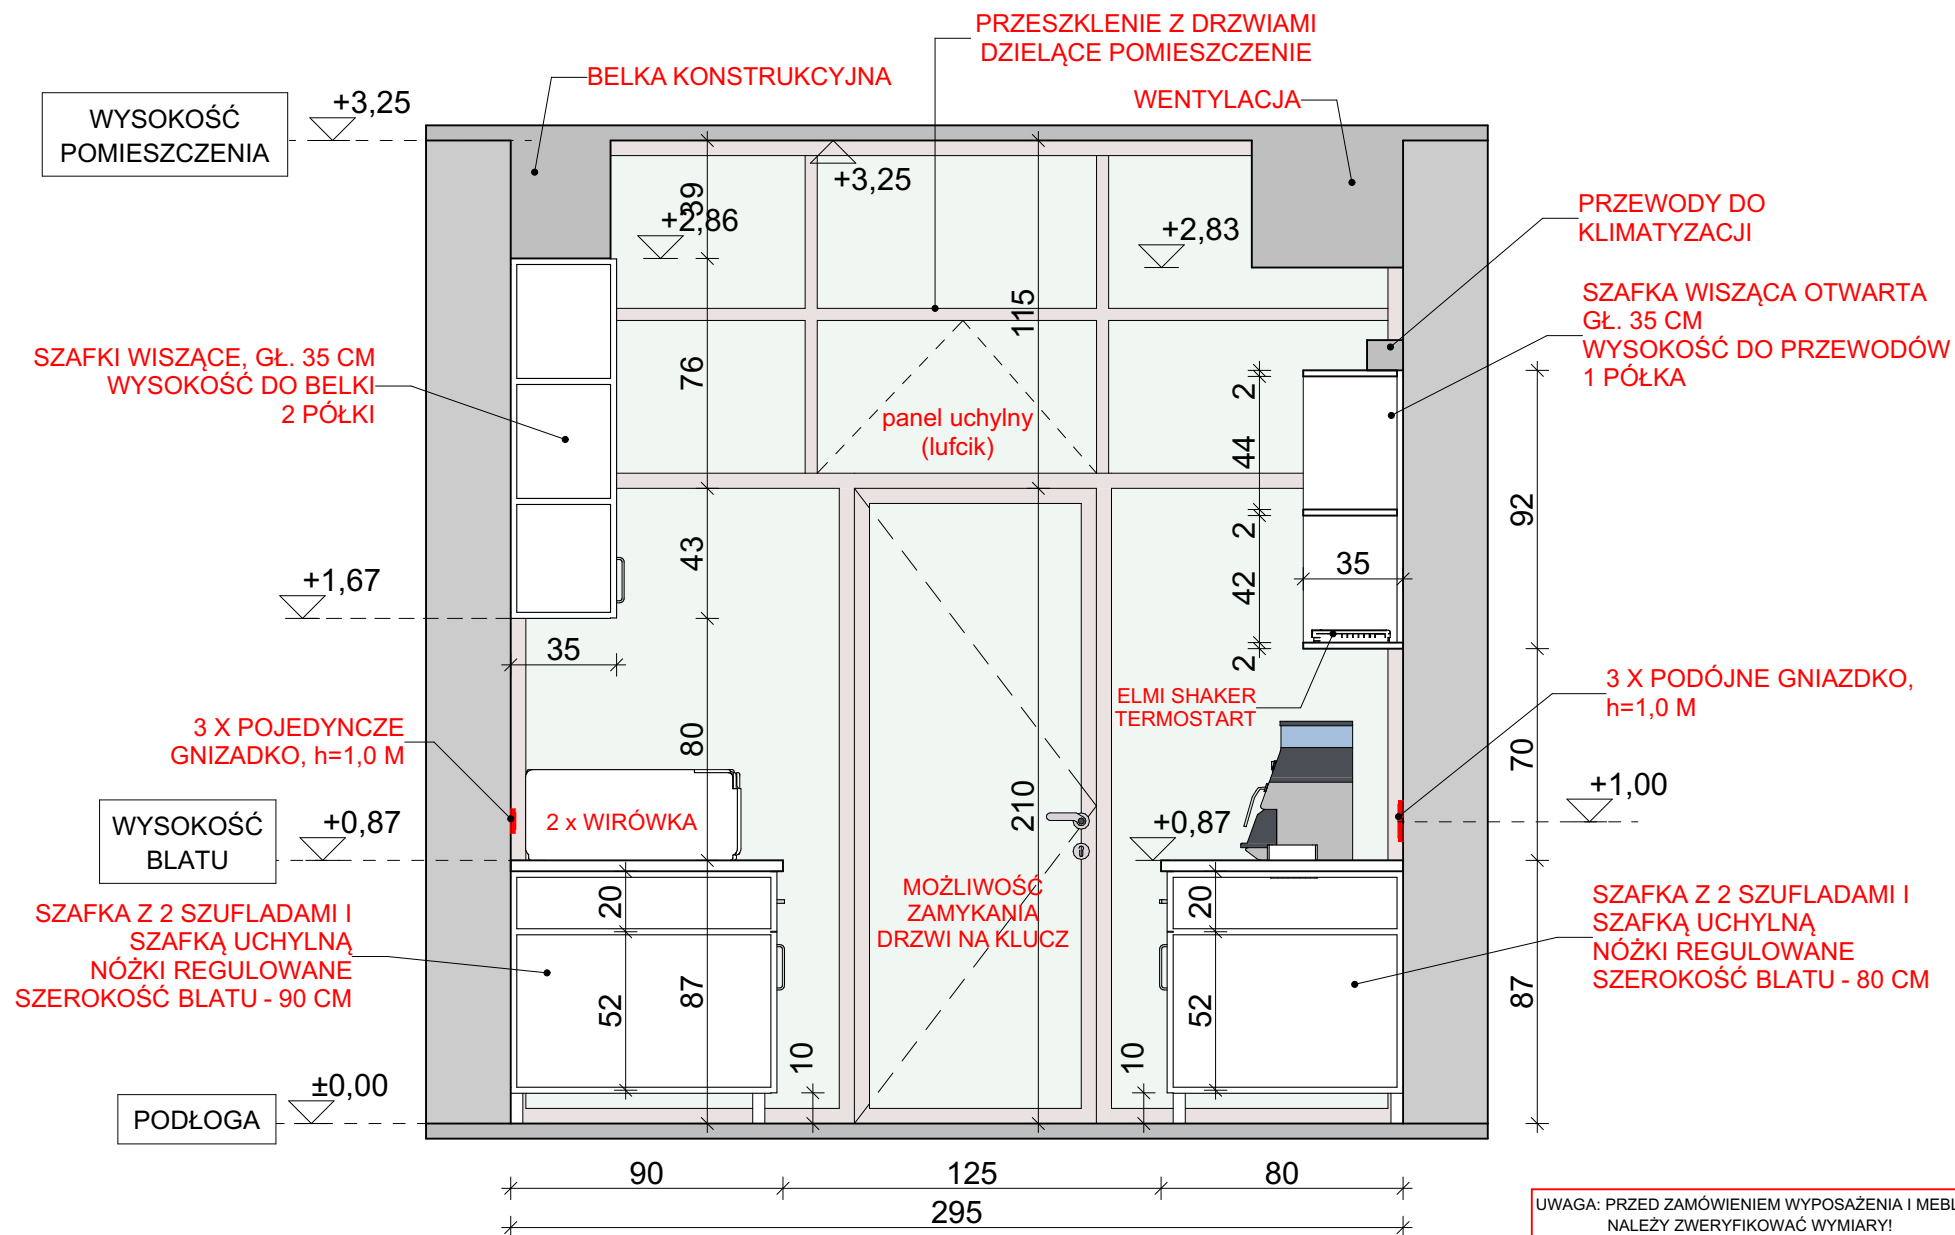 PRZESZKLENIE Z DRZWIAMI
DZIELĄCE POMIESZCZENIE
BELKA KONSTRUKCYJNA
WENTYLACJA
WYSOKOŚĆ
POMIESZCZENIA
+3,25
+3,25
39
+2,86
+2,83
PRZEWODY DO
KLIMATYZACJI
SZAFKA WISZĄCA OTWARTA
GŁ. 35 CM
WYSOKOŚĆ DO PRZEWODÓW
1 PÓŁKA
115
SZAFKI WISZĄCE, GŁ. 35 CM
WYSOKOŚĆ DO BELKI
2 PÓŁKI
76
panel uchylny
(lufcik)
2
44
2
42
2
92
35
43
+1,67
35
ELMI SHAKER
TERMOSTART
3 X PODÓJNE GNIAZDKO,
h=1,0 M
3 X POJEDYNCZE
GNIZADKO, h=1,0 M
80
70
210
+1,00
WYSOKOŚĆ
BLATU
+0,87
2 x WIRÓWKA
+0,87
MOŻLIWOŚĆ
ZAMYKANIA
DRZWI NA KLUCZ
20
20
SZAFKA Z 2 SZUFLADAMI I
SZAFKĄ UCHYLNĄ
NÓŻKI REGULOWANE
SZEROKOŚĆ BLATU - 90 CM
SZAFKA Z 2 SZUFLADAMI I
SZAFKĄ UCHYLNĄ
NÓŻKI REGULOWANE
SZEROKOŚĆ BLATU - 80 CM
52
87
52
87
10
10
PODŁOGA
±0,00
90
125
80
295
UWAGA: PRZED ZAMÓWIENIEM WYPOSAŻENIA I MEBL
NALEŻY ZWERYFIKOWAĆ WYMIARY!